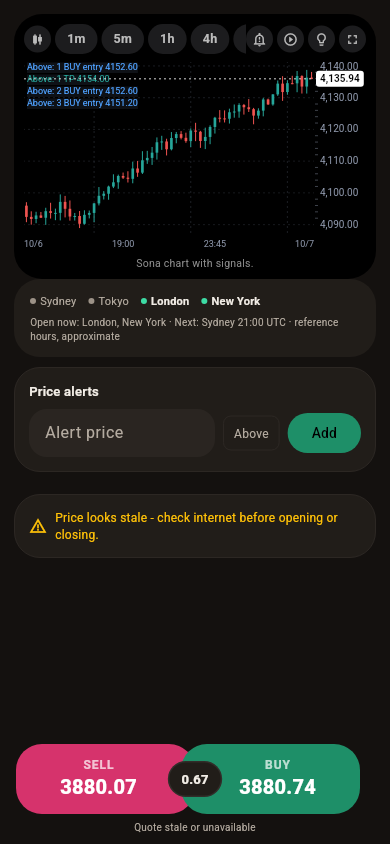 1m 5m 1h 4h
4,140.00
Above: 1 BUY entry 4152.60
Above: 1 TP 4154.00
4,135.94
Above: 2 BUY entry 4152.60
4,130.00
Above: 3 BUY entry 4151.20
4,120.00
4,110.00
4,100.00
4,090.00
10/6 19:00 23:45 10/7
Sona chart with signals.
Sydney Tokyo London New York
Open now: London, New York · Next: Sydney 21:00 UTC · reference
hours, approximate
Price alerts
Alert price Above Add
Price looks stale - check internet before opening or
closing.
SELL BUY
3880.07 0.67 3880.74
Quote stale or unavailable